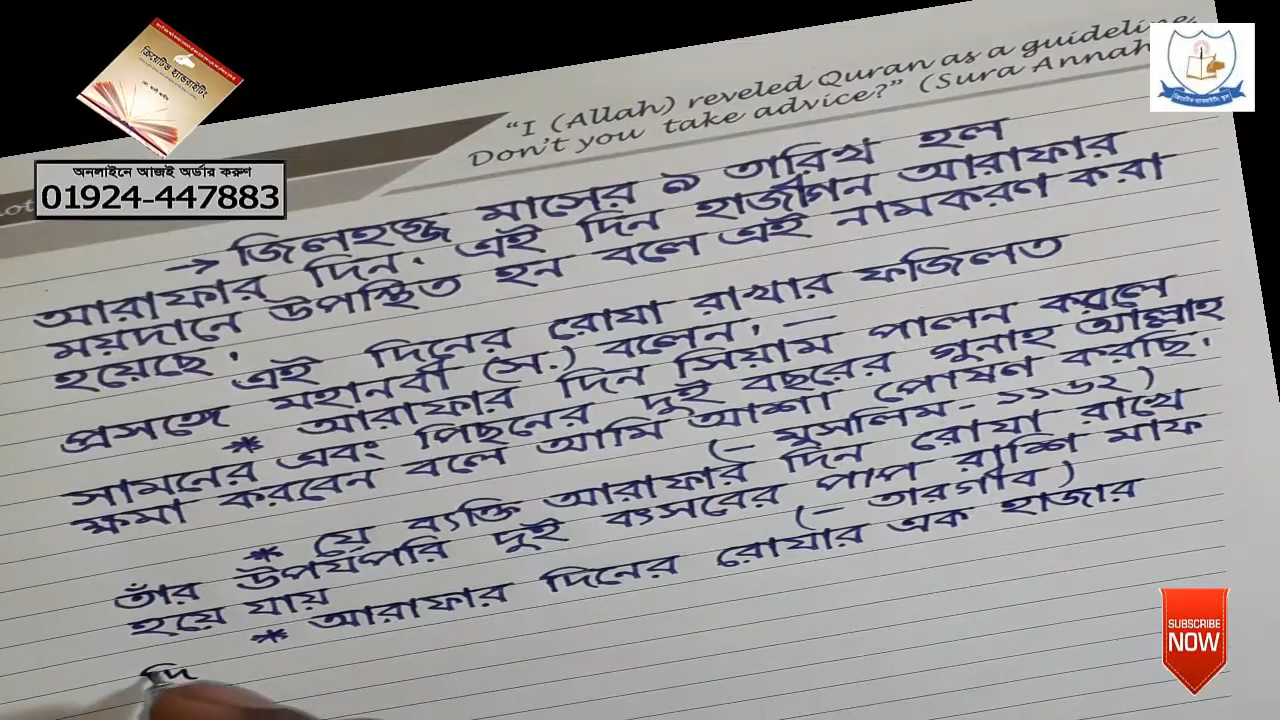 ক্রিয়েটিভ হ্যান্ডরাইটিং
অনলাইনে আজই অর্ডার করুণ
01924-447883
"I (Allah) reveled Quran as a guideline.
Don't you take advice?" (Sura Annah
→ জিলহজ্জ মাসের ৯ তারিখ হল
আরাফার দিন. এই দিন হাজীগন আরাফার
ময়দানে উপস্থিত হন বলে এই নামকরণ করা
হয়েছে.
এই দিনের রোযা রাখার ফজিলত
প্রসঙ্গে মহানবী (স.) বলেন. —
* আরাফার দিন সিয়াম পালন করলে
সামনের এবং পিছনের দুই বছরের গুনাহ আল্লাহ
ক্ষমা করবেন বলে আমি আশা পোষণ করছি.
(- মুসলিম- ১১৬২)
* যে ব্যক্তি আরাফার দিন রোযা রাখে
তাঁর উপর্যপরি দুই বৎসবের পাপ রাশি মাফ
হয়ে যায় (- তারগীব)
* আরাফার দিনের রোযার এক হাজার
দি
SUBSCRIBE
NOW